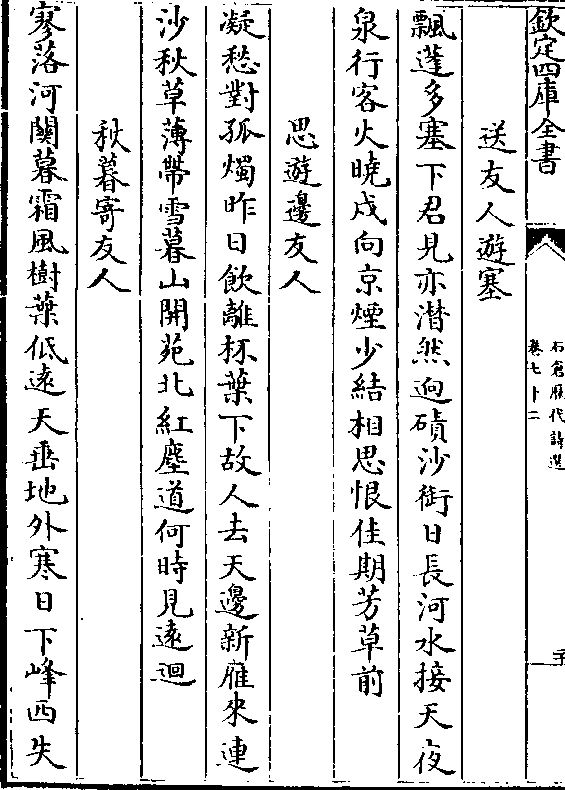 欽定四庫全書
石倉歷代詩選
卷七十二
送友人遊塞
飄蓬多塞下君見亦潸然逈磧沙銜日長河水接天夜
泉行客火曉戍向京煙少結相思恨佳期芳草前
思遊邊友人
凝愁對孤燭昨日飲離杯葉下故人去天邊新雁來連
沙秋草薄帶雪暮山開苑北紅塵道何時見遠迴
秋暮寄友人
寥落河關暮霜風樹葉低遠天垂地外寒日下峰西失